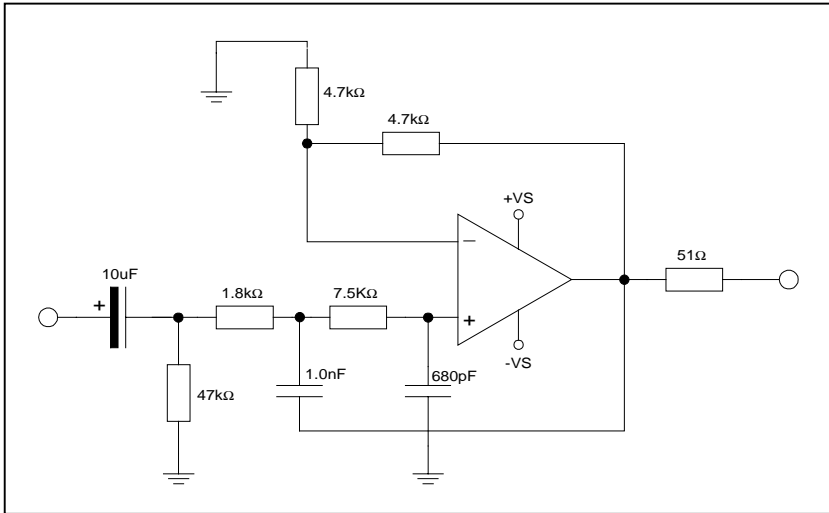 4.7kΩ
4.7kΩ
+VS
−
51Ω
10uF
+
1.8kΩ
7.5KΩ
+
-VS
1.0nF
680pF
47kΩ